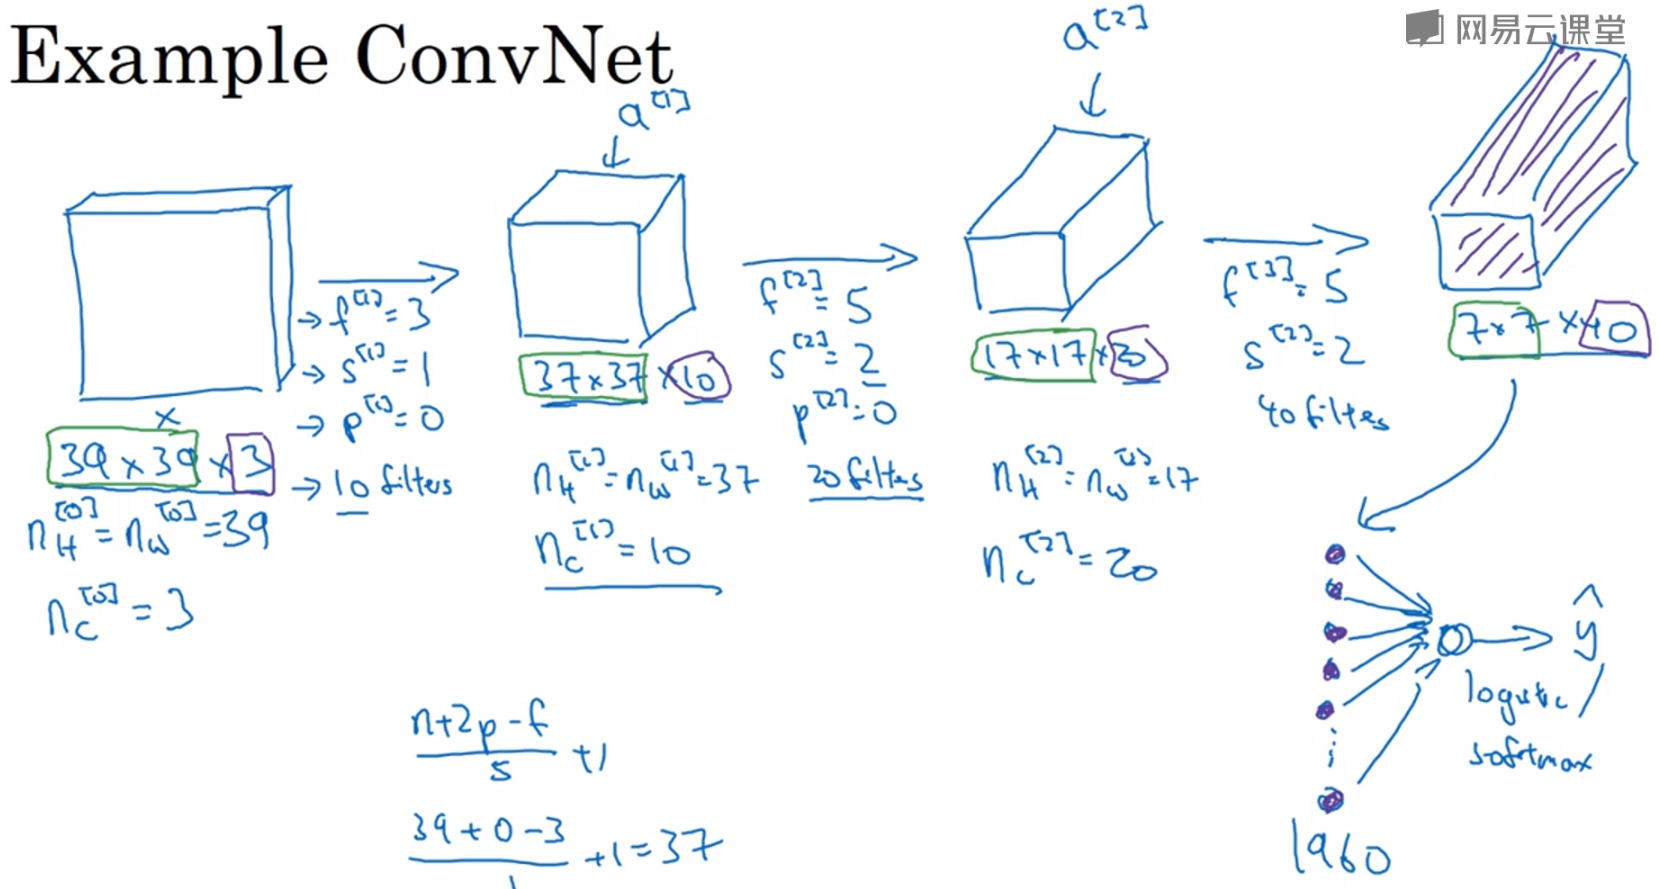 Example ConvNet
网易云课堂
a^[1]
a^[2]
→ f^[1] = 3
→ s^[1] = 1
→ p^[1] = 0
→ 10 filters
x
39 x 39 x 3
n_H^[0] = n_W^[0] = 39
n_C^[0] = 3
37 x 37 x 10
n_H^[1] = n_W^[1] = 37
n_C^[1] = 10
f^[2] = 5
s^[2] = 2
p^[2] = 0
20 filters
17 x 17 x 20
n_H^[2] = n_W^[2] = 17
n_C^[2] = 20
f^[3] = 5
s^[2] = 2
40 filters
7 x 7 x 40
ŷ
logistic /
softmax
1960
n+2p-f
s
+1
39+0-3
1
+1=37